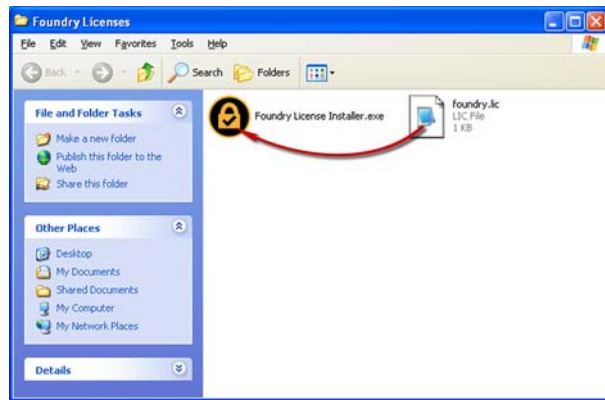 Foundry Licenses
File Edit View Favorites Tools Help
Back Search Folders
File and Folder Tasks
Make a new folder
Publish this folder to the
Web
Share this folder
Other Places
Desktop
My Documents
Shared Documents
My Computer
My Network Places
Details
Foundry License Installer.exe
foundry.lic
LIC File
1 KB